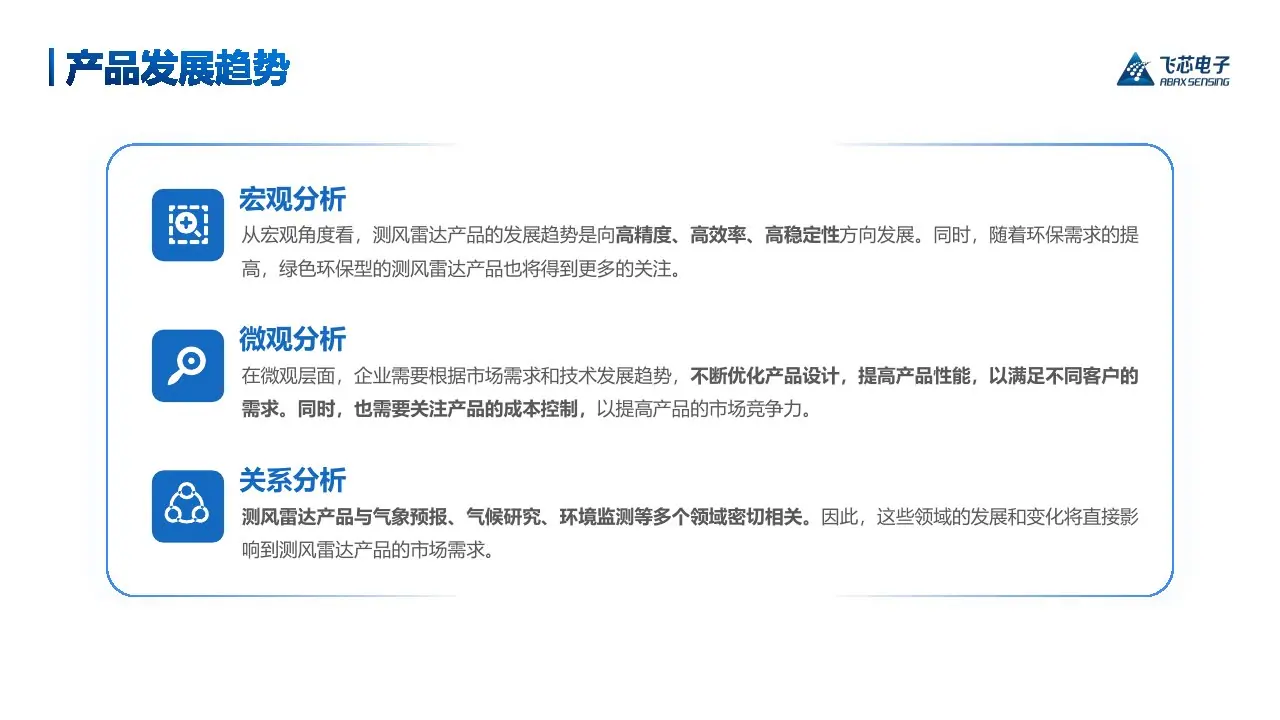 产品发展趋势
飞芯电子
ABAX SENSING
宏观分析
从宏观角度看，测风雷达产品的发展趋势是向高精度、高效率、高稳定性方向发展。同时，随着环保需求的提
高，绿色环保型的测风雷达产品也将得到更多的关注。
微观分析
在微观层面，企业需要根据市场需求和技术发展趋势，不断优化产品设计，提高产品性能，以满足不同客户的
需求。同时，也需要关注产品的成本控制，以提高产品的市场竞争力。
关系分析
测风雷达产品与气象预报、气候研究、环境监测等多个领域密切相关。因此，这些领域的发展和变化将直接影
响到测风雷达产品的市场需求。